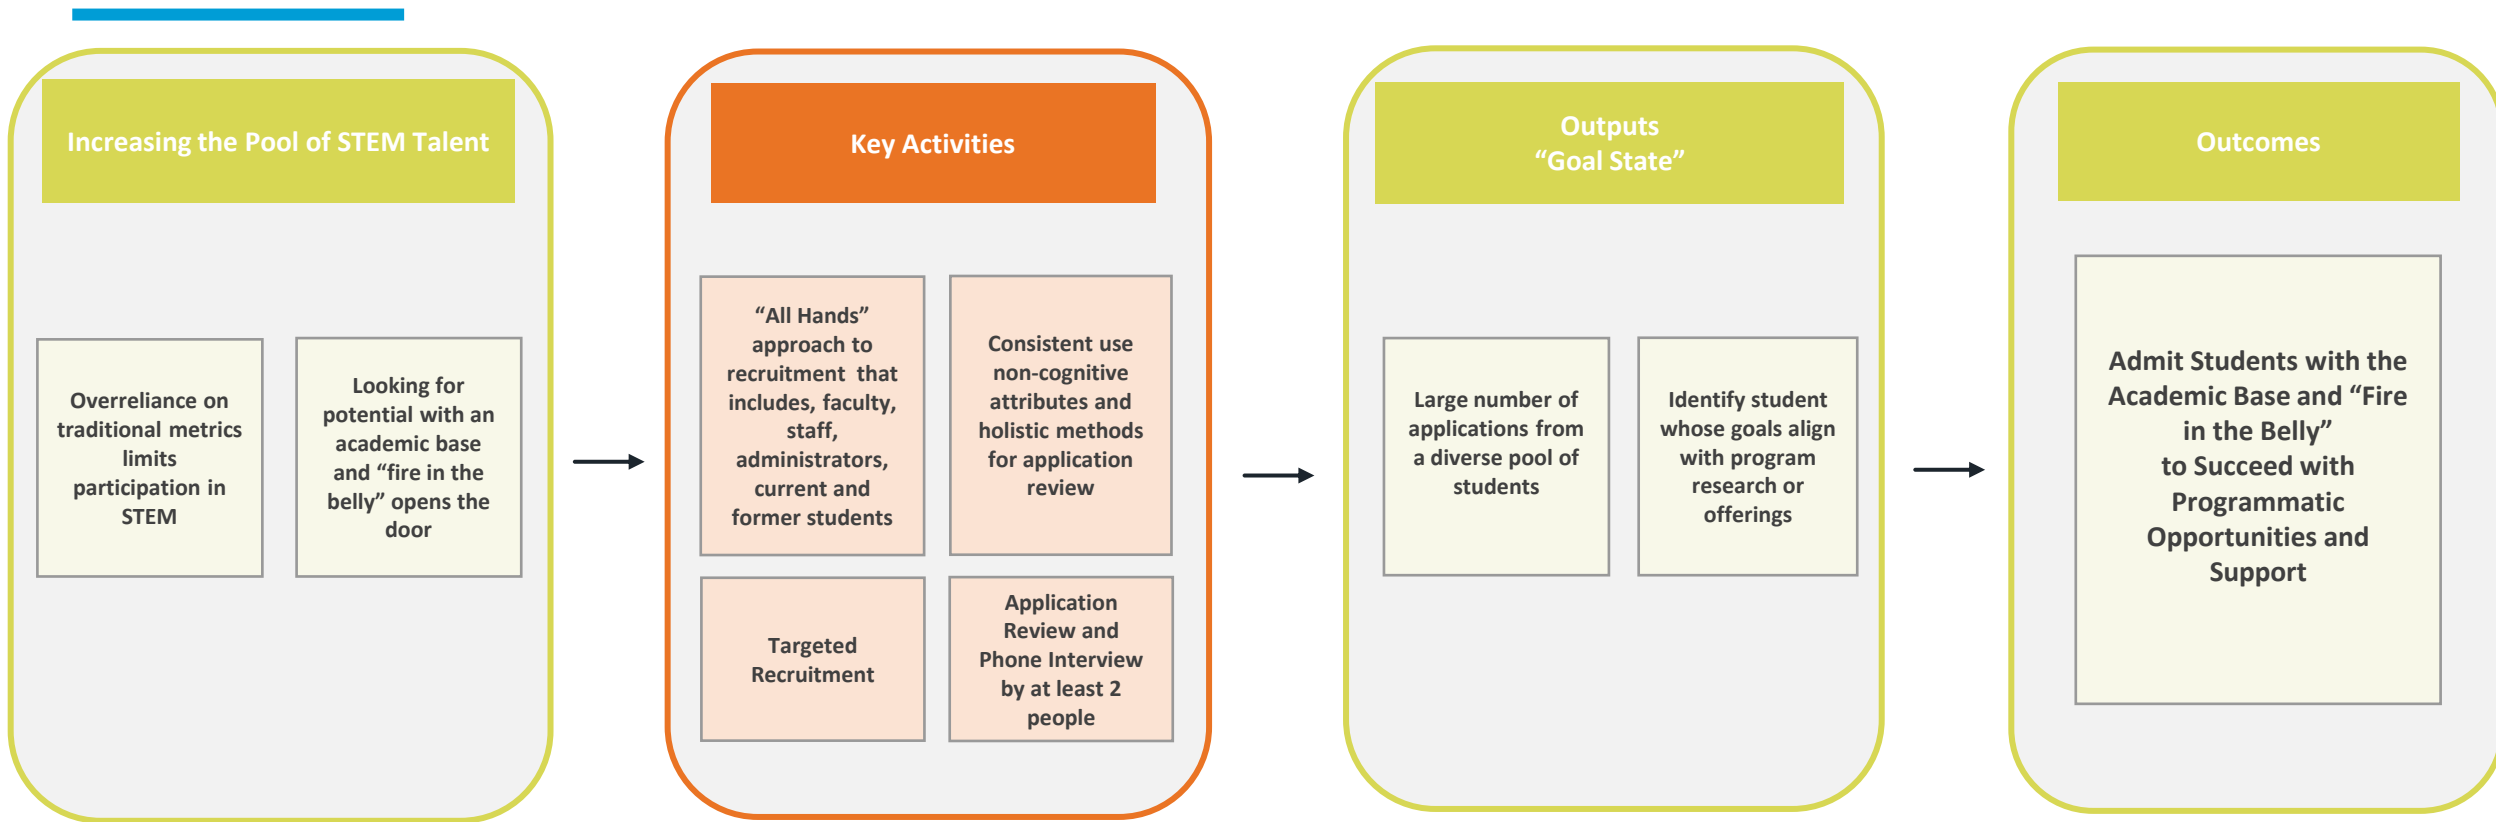 Increasing the Pool of STEM Talent
Overreliance on
traditional metrics
limits
participation in
STEM
Looking for
potential with an
academic base
and “fire in the
belly” opens the
door
Key Activities
“All Hands”
approach to
recruitment that
includes, faculty,
staff,
administrators,
current and
former students
Consistent use
non-cognitive
attributes and
holistic methods
for application
review
Targeted
Recruitment
Application
Review and
Phone Interview
by at least 2
people
Outputs
“Goal State”
Large number of
applications from
a diverse pool of
students
Identify student
whose goals align
with program
research or
offerings
Outcomes
Admit Students with the
Academic Base and “Fire
in the Belly”
to Succeed with
Programmatic
Opportunities and
Support